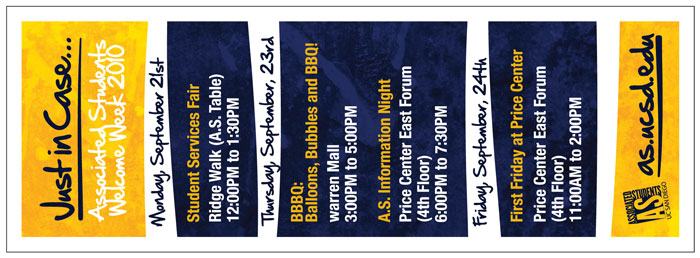 Just in Case...
Associated Students
Welcome Week 2010
Monday, September 21st
Student Services Fair
Ridge Walk (A.S. Table)
12:00PM to 1:30PM
Thursday, September, 23rd
BBBQ:
Balloons, Bubbles and BBQ!
warren Mall
3:00PM to 5:00PM
A.S. Information Night
Price Center East Forum
(4th Floor)
6:00PM to 7:30PM
Friday, September, 24th
First Friday at Price Center
Price Center East Forum
(4th Floor)
11:00AM to 2:00PM
ASSOCIATED
STUDENTS
AS
UC SAN DIEGO
as.ucsd.edu